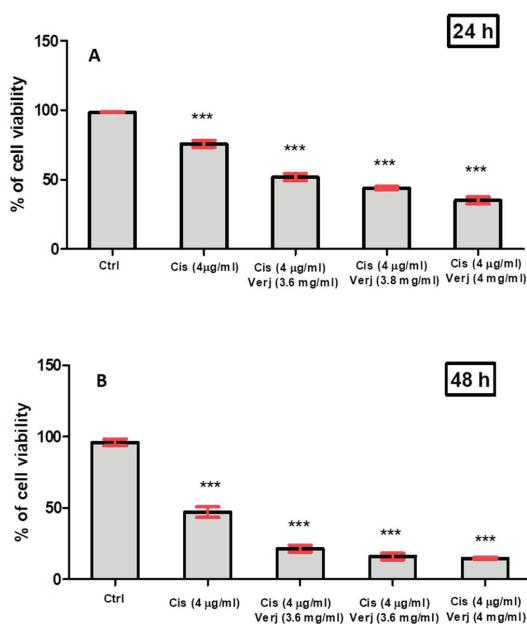 24 h
A
150
100
50
0
% of cell viability
***
***
***
***
Ctrl
Cis (4µg/ml)
Cis (4 µg/ml)
Verj (3.6 mg/ml)
Cis (4 µg/ml)
Verj (3.8 mg/ml)
Cis (4 µg/ml)
Verj (4 mg/ml)
48 h
B
150
100
50
0
% of cell viability
***
***
***
***
Ctrl
Cis (4 µg/ml)
Cis (4 µg/ml)
Verj (3.6 mg/ml)
Cis (4 µg/ml)
Verj (3.6 mg/ml)
Cis (4 µg/ml)
Verj (4 mg/ml)